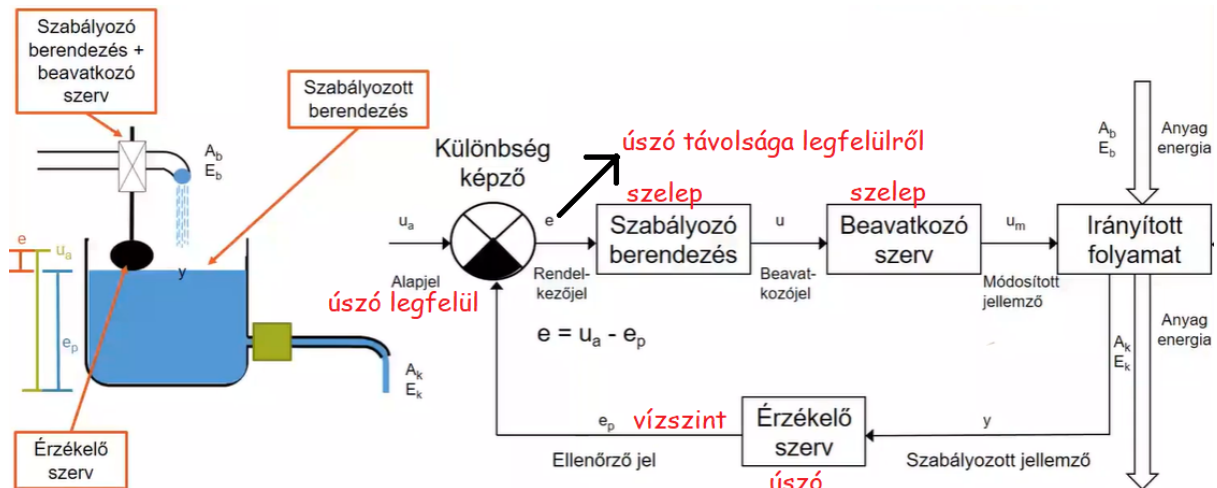 Szabályozó
berendezés +
beavatkozó
szerv
Szabályozott
berendezés
A_b
E_b
e
u_a
y
e_p
A_k
E_k
Érzékelő
szerv
Különbség
képző
úszó távolsága legfelülről
szelep
szelep
A_b
E_b
Anyag
energia
u_a
e
Szabályozó
berendezés
u
Beavatkozó
szerv
u_m
Irányított
folyamat
Alapjel
Rendel-
kezőjel
Beavat-
kozójel
Módosított
jellemző
úszó legfelül
e = u_a - e_p
Anyag
energia
A_k
E_k
e_p
vízszint
Érzékelő
szerv
y
Ellenőrző jel
Szabályozott jellemző
úszó